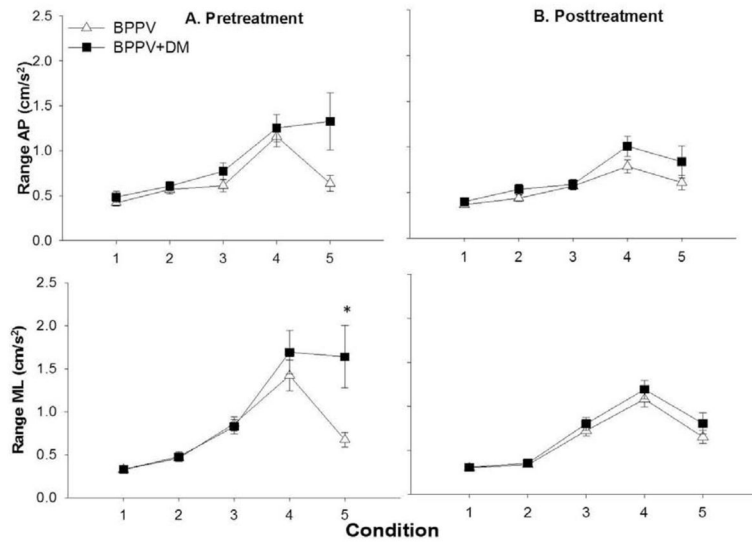 A. Pretreatment
B. Posttreatment
BPPV
BPPV+DM
Range AP (cm/s²)
2.5
2.0
1.5
1.0
0.5
0.0
1 2 3 4 5
1 2 3 4 5
Range ML (cm/s²)
2.5
2.0
1.5
1.0
0.5
0.0
*
1 2 3 4 5
1 2 3 4 5
Condition